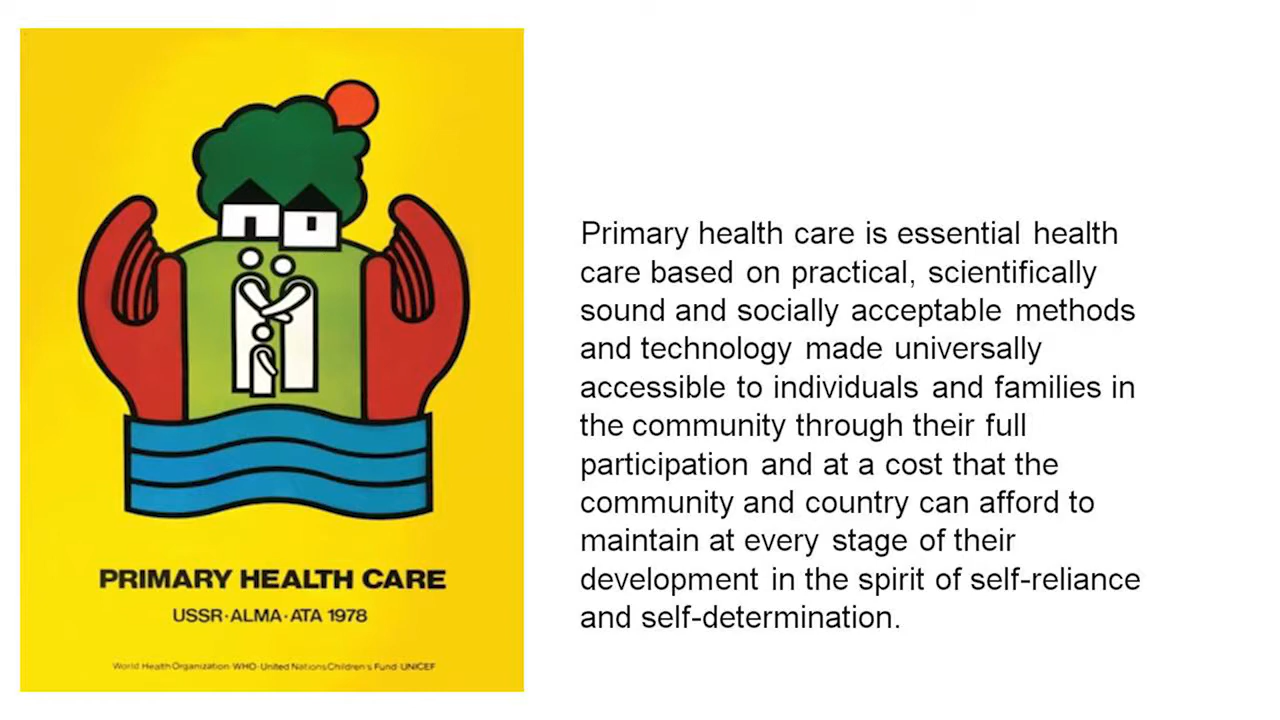 PRIMARY HEALTH CARE
USSR·ALMA·ATA 1978
World Health Organization·WHO·United Nations Children's Fund·UNICEF
Primary health care is essential health
care based on practical, scientifically
sound and socially acceptable methods
and technology made universally
accessible to individuals and families in
the community through their full
participation and at a cost that the
community and country can afford to
maintain at every stage of their
development in the spirit of self-reliance
and self-determination.